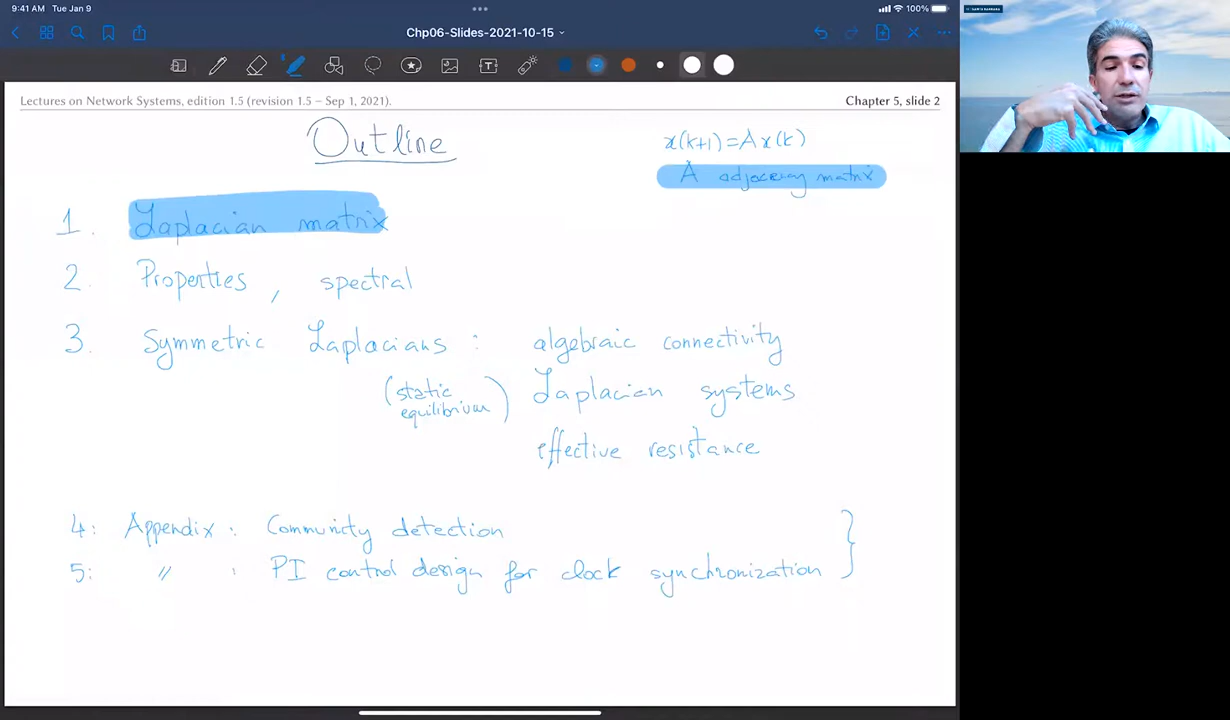 9:41 AM Tue Jan 9
100%
Chp06-Slides-2021-10-15
Lectures on Network Systems, edition 1.5 (revision 1.5 – Sep 1, 2021).
Chapter 5, slide 2
Outline
x(k+1)=Ax(k)
A adjacency matrix
1. Laplacian matrix
2. Properties, spectral
3. Symmetric Laplacians : algebraic connectivity
(static equilibrium) Laplacian systems
effective resistance
4: Appendix : Community detection
5: " : PI control design for clock synchronization